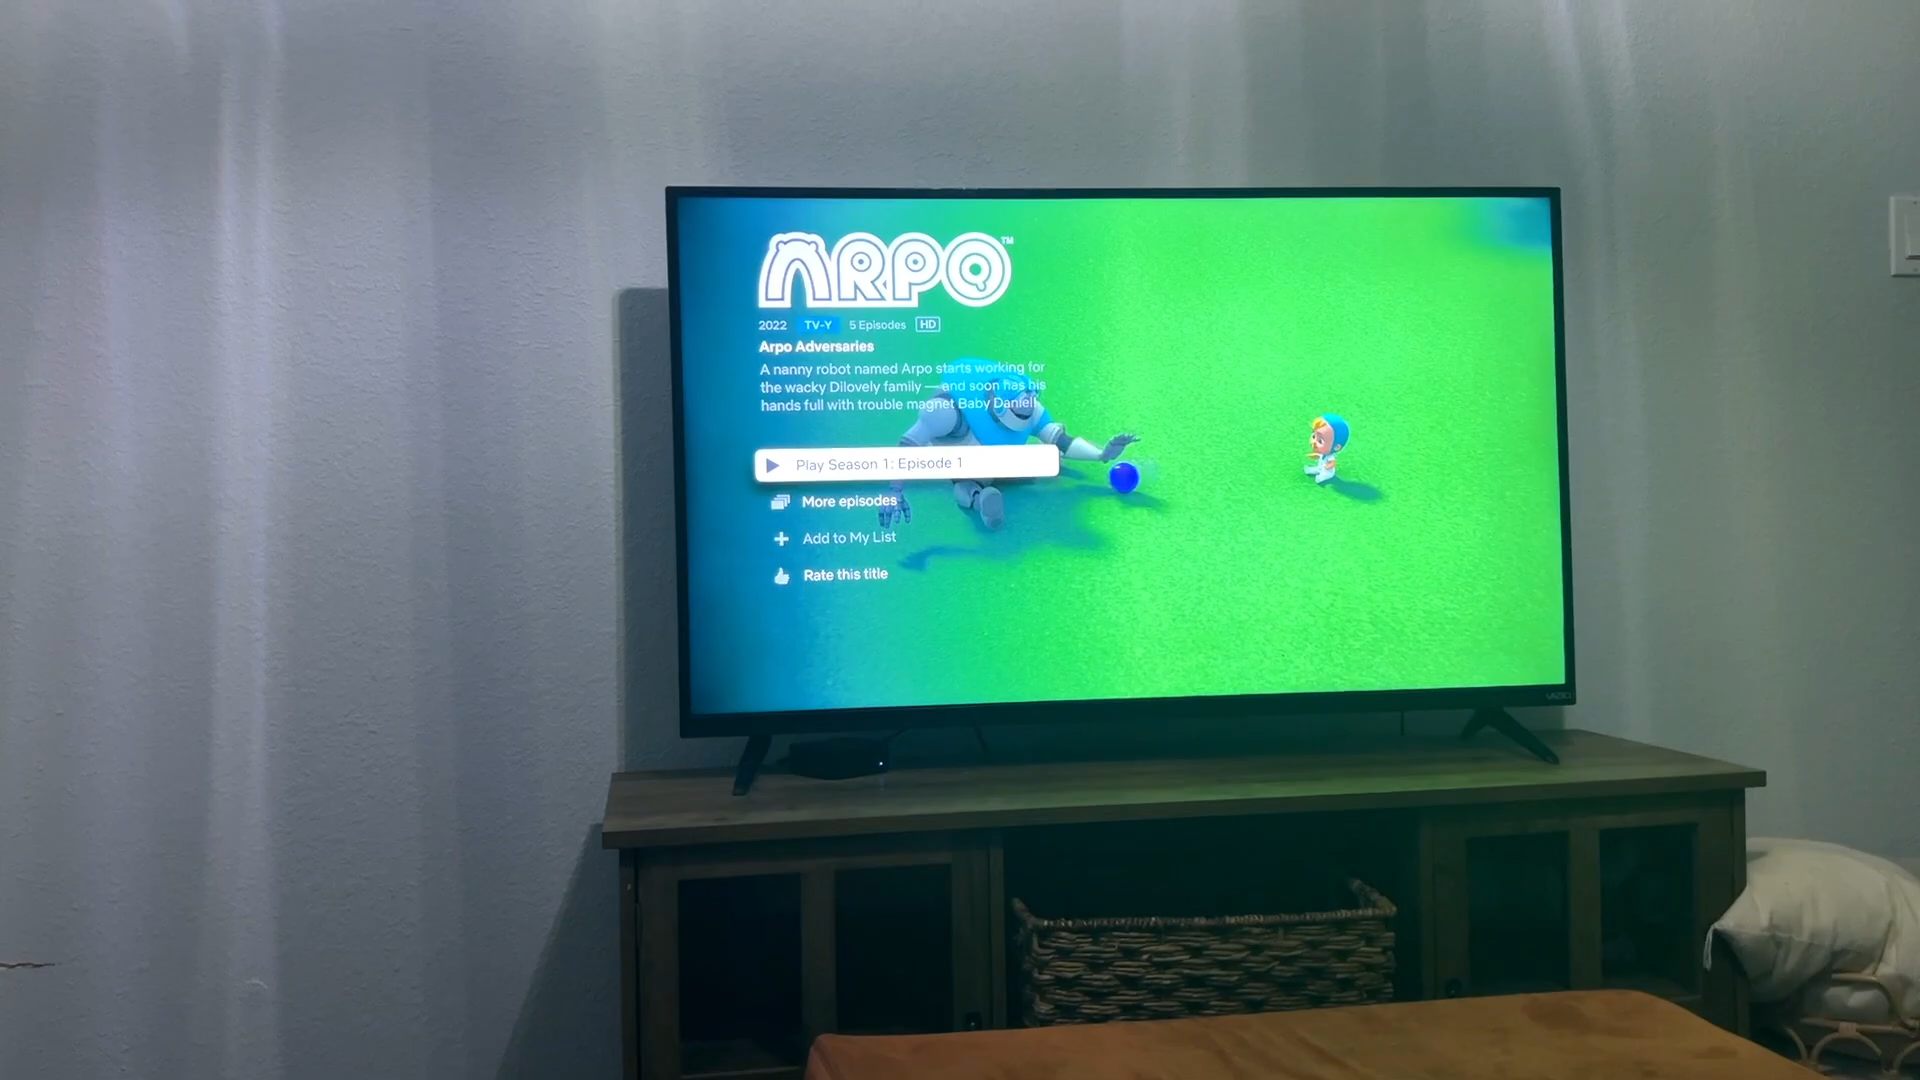 ARPO™
2022 TV-Y 5 Episodes HD
Arpo Adversaries
A nanny robot named Arpo starts working for
the wacky Dilovely family — and soon has his
hands full with trouble magnet Baby Daniel!
Play Season 1: Episode 1
More episodes
Add to My List
Rate this title
VIZIO